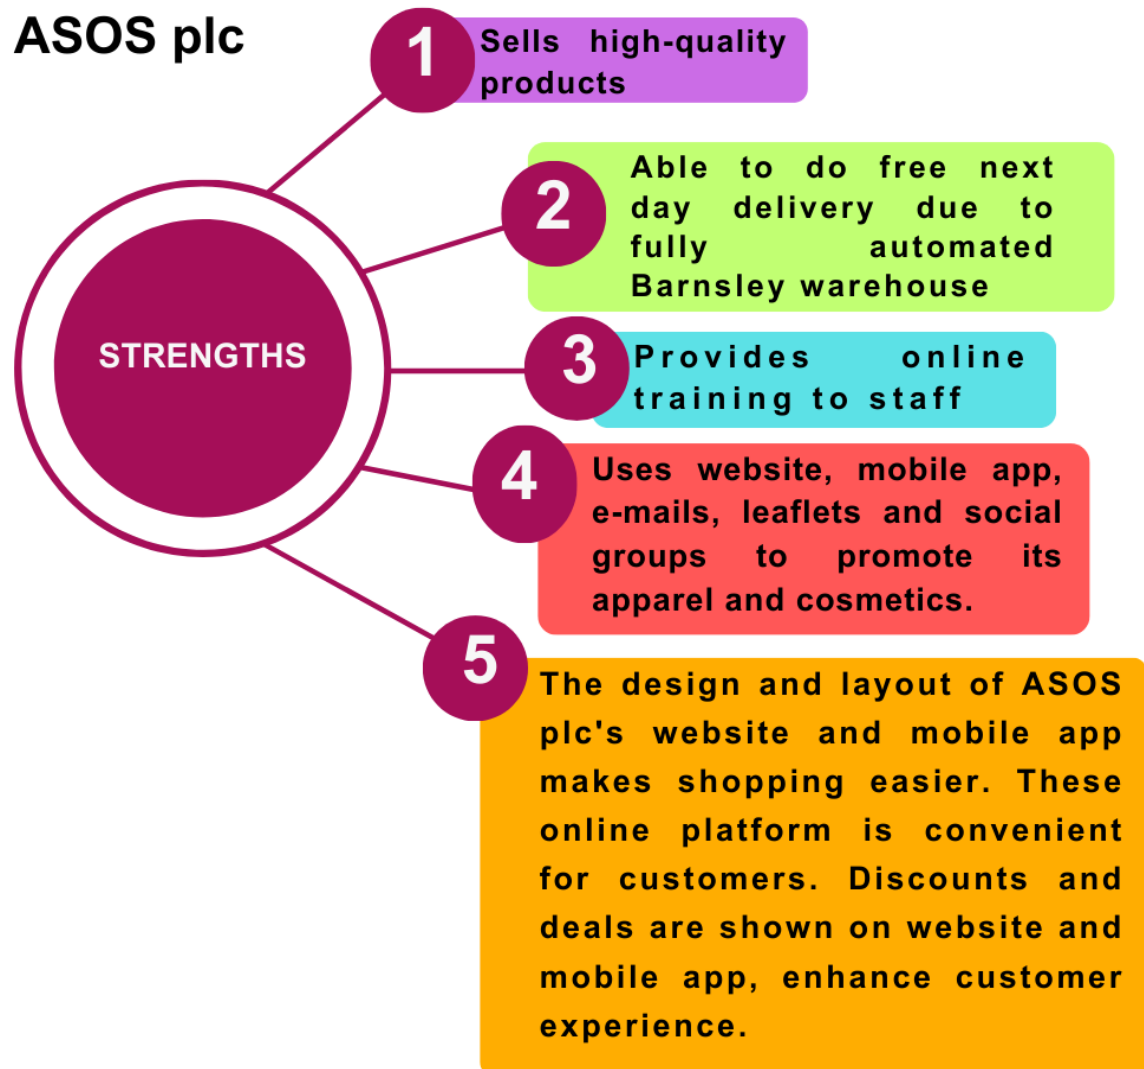 ASOS plc
1
Sells high-quality
products
2
Able to do free next
day delivery due to
fully automated
Barnsley warehouse
STRENGTHS
3
Provides online
training to staff
4
Uses website, mobile app,
e-mails, leaflets and social
groups to promote its
apparel and cosmetics.
5
The design and layout of ASOS
plc's website and mobile app
makes shopping easier. These
online platform is convenient
for customers. Discounts and
deals are shown on website and
mobile app, enhance customer
experience.